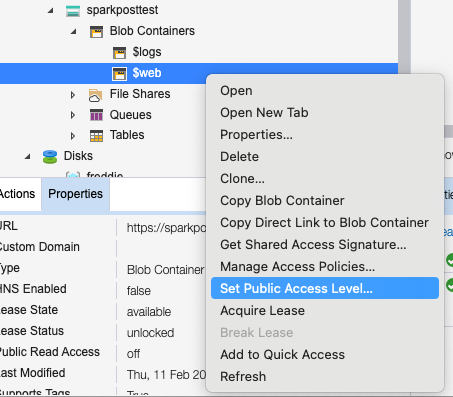 sparkposttest
Blob Containers
$logs
$web
File Shares
Queues
Tables
Disks
freddie
Actions
Properties
URL
https://sparkpo
Custom Domain
Type
Blob Container
HNS Enabled
false
Lease State
available
Lease Status
unlocked
Public Read Access
off
Last Modified
Thu, 11 Feb 20
Supports Tags
True
Open
Open New Tab
Properties...
Delete
Clone...
Copy Blob Container
Copy Direct Link to Blob Container
Get Shared Access Signature...
Manage Access Policies...
Set Public Access Level...
Acquire Lease
Break Lease
Add to Quick Access
Refresh